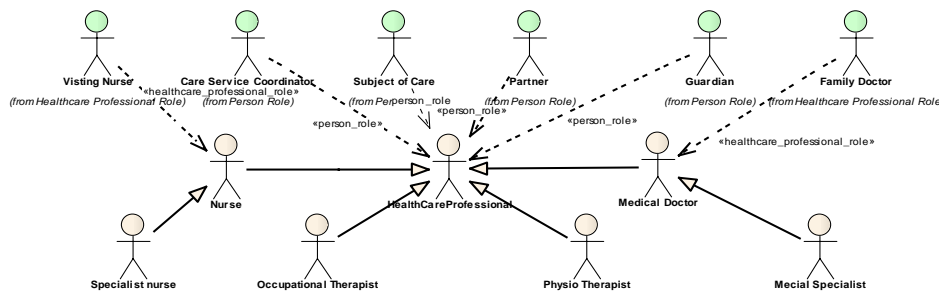 Visting Nurse
Care Service Coordinator
Subject of Care
Partner
Guardian
Family Doctor
«healthcare_professional_role»
(from Healthcare Professional Role)
(from Person Role)
(from Per
person_role
(from Person Role)
(from Person Role)
(from Healthcare Professional Role
«person_role»
«person_role»
«person_role»
«healthcare_professional_role»
Nurse
HealthCareProfessional
Medical Doctor
Specialist nurse
Occupational Therapist
Physio Therapist
Mecial Specialist